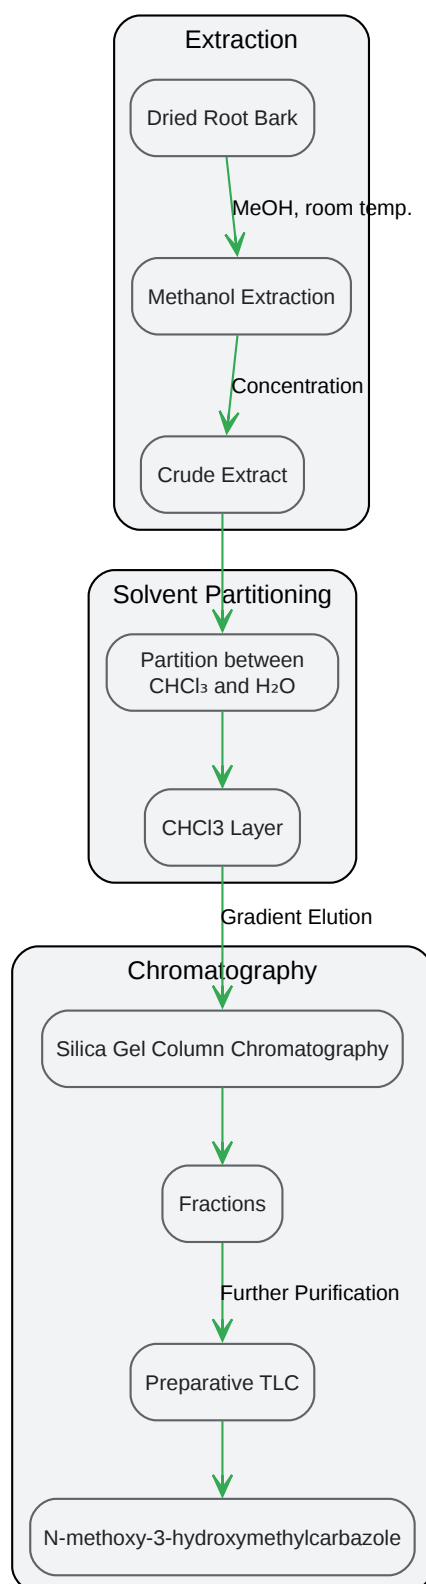 Extraction
Dried Root Bark
MeOH, room temp.
Methanol Extraction
Concentration
Crude Extract
Solvent Partitioning
Partition between
CHCl₃ and H₂O
CHCl3 Layer
Gradient Elution
Chromatography
Silica Gel Column Chromatography
Fractions
Further Purification
Preparative TLC
N-methoxy-3-hydroxymethylcarbazole